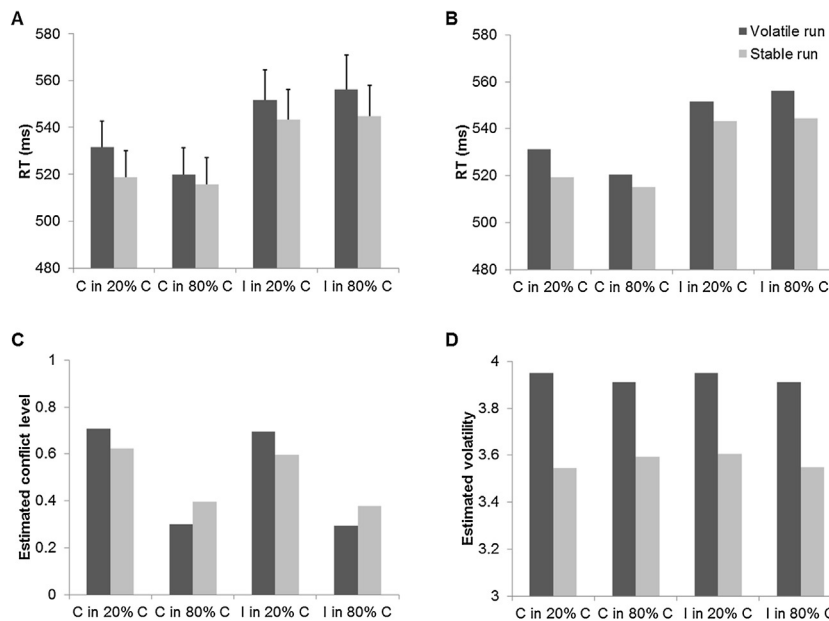 A
580
560
540
520
500
480
RT (ms)
C in 20% C C in 80% C I in 20% C I in 80% C
B
Volatile run
Stable run
580
560
540
520
500
480
RT (ms)
C in 20% C C in 80% C I in 20% C I in 80% C
C
1
0.8
0.6
0.4
0.2
0
Estimated conflict level
C in 20% C C in 80% C I in 20% C I in 80% C
D
4
3.8
3.6
3.4
3.2
3
Estimated volatility
C in 20% C C in 80% C I in 20% C I in 80% C